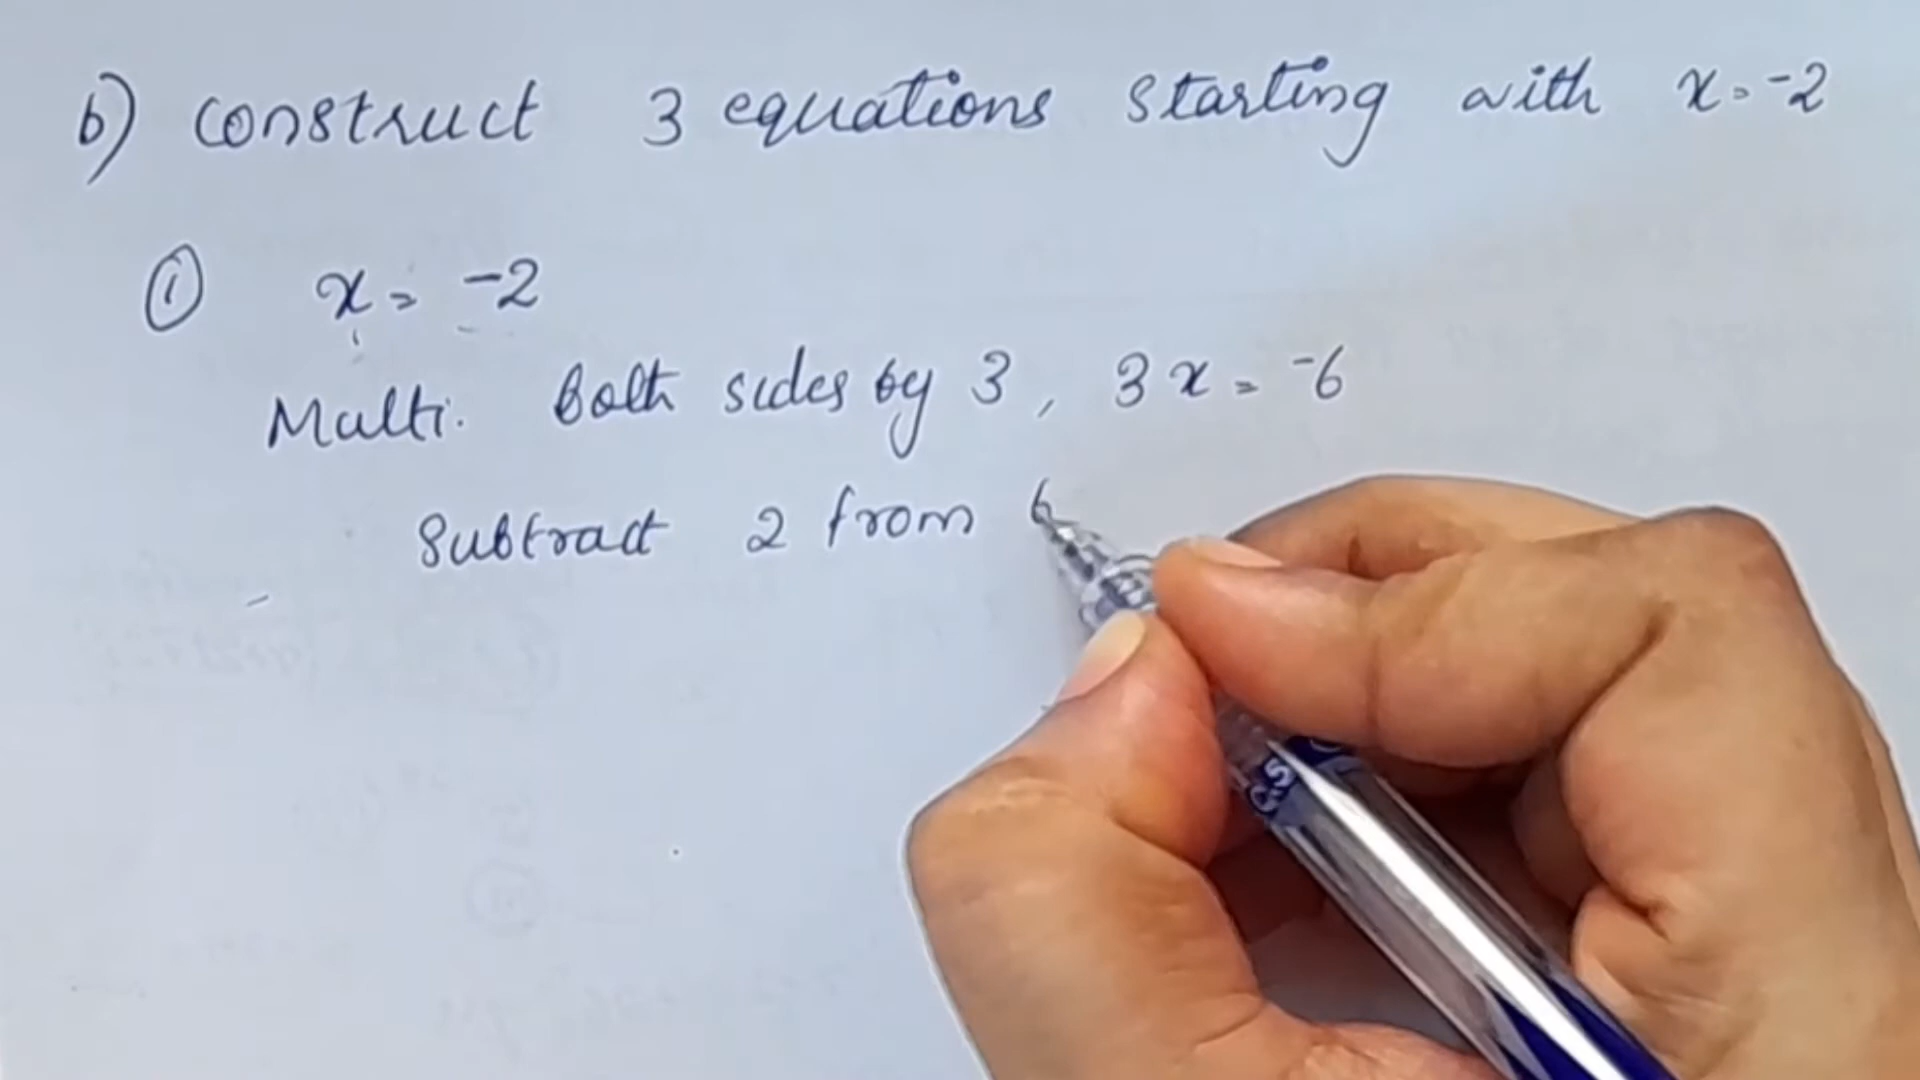 b) construct 3 equations starting with x = -2
① x = -2
Multi. both sides by 3, 3x = -6
Subtract 2 from b